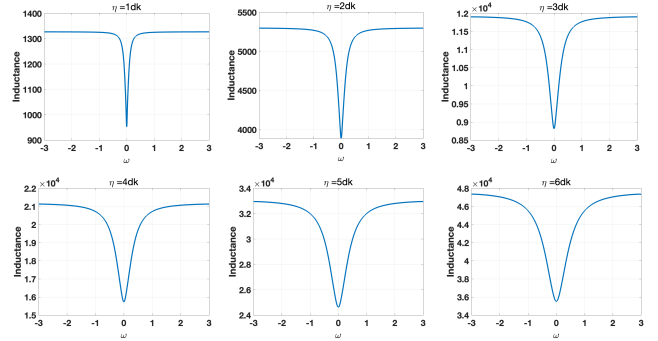 η =1dk
1400
1300
1200
1100
1000
900
Inductance
-3 -2 -1 0 1 2 3
ω
η =2dk
5500
5000
4500
4000
Inductance
-3 -2 -1 0 1 2 3
ω
×10⁴ η =3dk
1.2
1.15
1.1
1.05
1
0.95
0.9
0.85
Inductance
-3 -2 -1 0 1 2 3
ω
×10⁴ η =4dk
2.2
2.1
2
1.9
1.8
1.7
1.6
1.5
Inductance
-3 -2 -1 0 1 2 3
ω
×10⁴ η =5dk
3.4
3.2
3
2.8
2.6
2.4
Inductance
-3 -2 -1 0 1 2 3
ω
×10⁴ η =6dk
4.8
4.6
4.4
4.2
4
3.8
3.6
3.4
Inductance
-3 -2 -1 0 1 2 3
ω